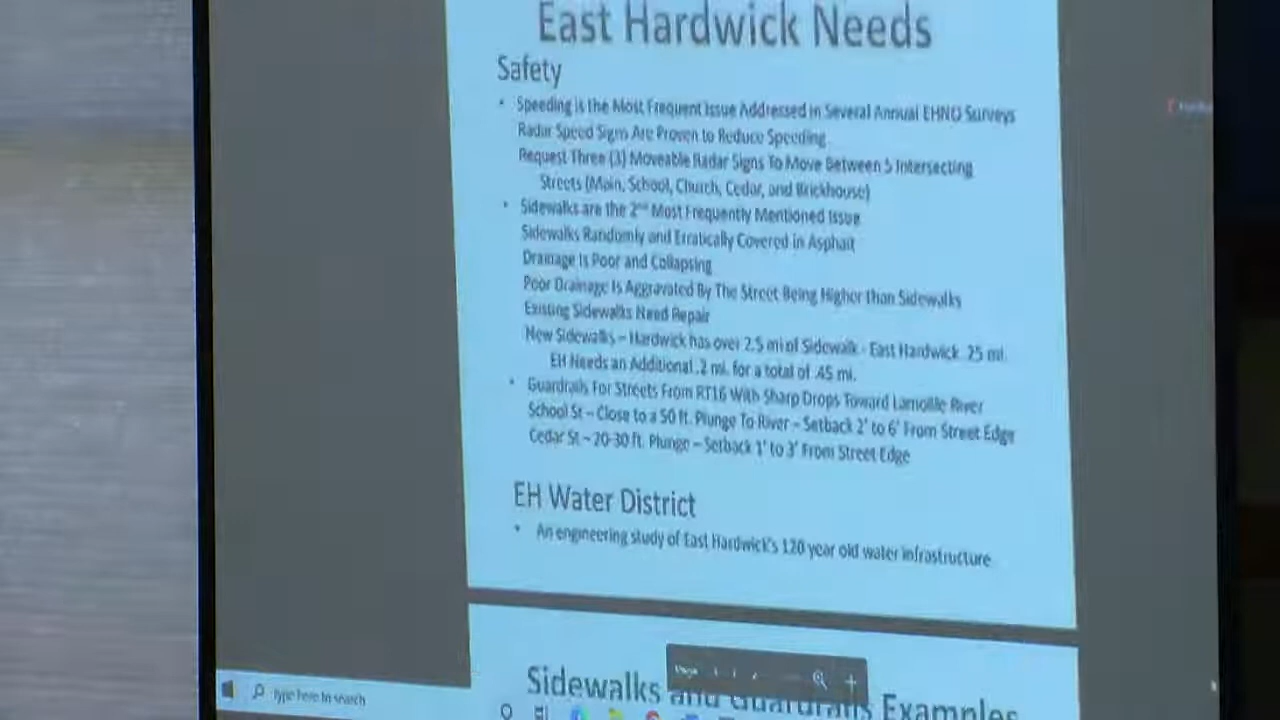 East Hardwick Needs
Safety
• Speeding is the Most Frequent Issue Addressed in Several Annual EHNO Surveys
Radar Speed Signs Are Proven to Reduce Speeding
Request Three (3) Moveable Radar Signs To Move Between 5 Intersecting
Streets (Main, School, Church, Cedar, and Brickhouse)
• Sidewalks are the 2nd Most Frequently Mentioned Issue
Sidewalks Randomly and Erratically Covered in Asphalt
Drainage Is Poor and Collapsing
Poor Drainage Is Aggravated By The Street Being Higher than Sidewalks
Existing Sidewalks Need Repair
New Sidewalks – Hardwick has over 2.5 mi of Sidewalk - East Hardwick .25 mi.
EH Needs an Additional .2 mi. for a total of .45 mi.
• Guardrails For Streets From RT16 With Sharp Drops Toward Lamoille River
School St – Close to a 50 ft. Plunge To River – Setback 2' to 6' From Street Edge
Cedar St – 20-30 ft. Plunge – Setback 1' to 3' From Street Edge
EH Water District
• An engineering study of East Hardwick's 120 year old water infrastructure
Page
Sidewalks and Guardrails Examples
Type here to search